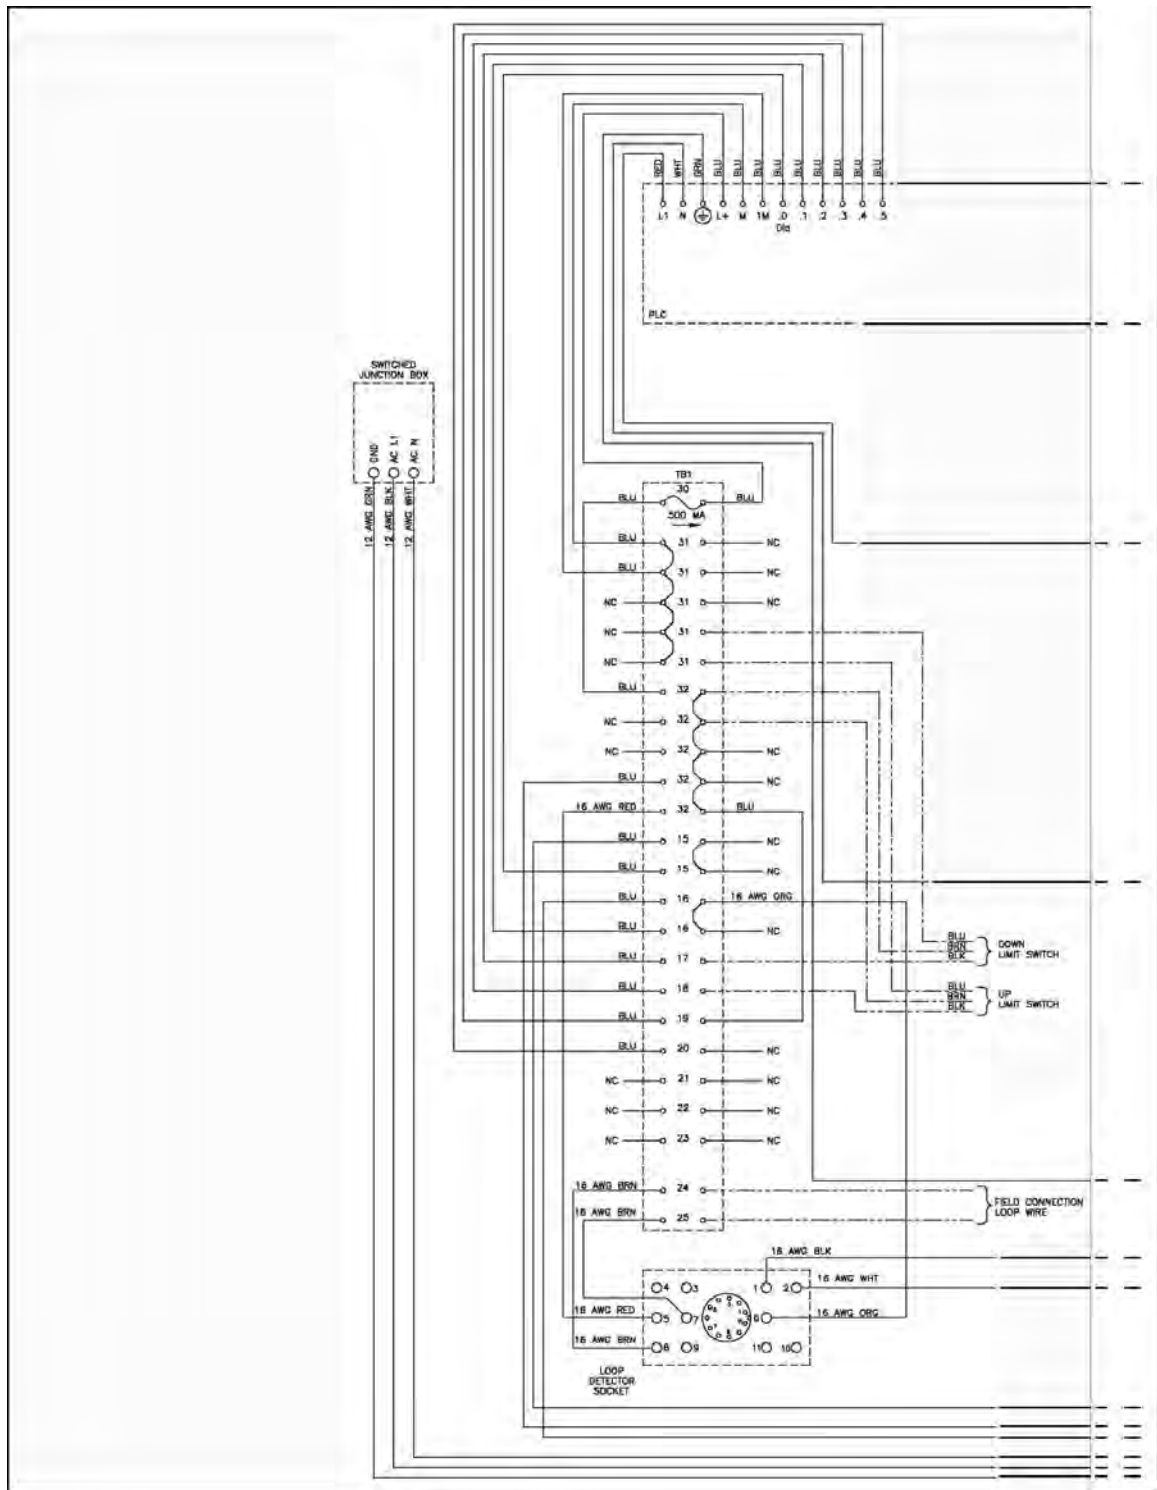 RED WHT GRN BLU BLU BLU BLU BLU BLU BLU BLU BLU
L1 N L+ M 1M .0 .1 .2 .3 .4 .5
DIa
PLC
SWITCHED
JUNCTION BOX
GND
AC L1
AC N
12 AWG GRN
12 AWG BLK
12 AWG WHT
TB1
BLU 30 BLU
.500 MA
BLU 31 NC
BLU 31 NC
NC 31 NC
NC 31
NC 31
BLU 32
NC 32
NC 32 NC
BLU 32 NC
16 AWG RED 32 BLU
BLU 15 NC
BLU 15 NC
BLU 16 16 AWG ORG
BLU 16 NC
BLU 17
BLU 18
BLU 19
BLU 20 NC
NC 21 NC
NC 22 NC
NC 23 NC
16 AWG BRN 24
16 AWG BRN 25
BLU
BRN
BLK
DOWN
LIMIT SWITCH
BLU
BRN
BLK
UP
LIMIT SWITCH
FIELD CONNECTION
LOOP WIRE
16 AWG BLK
4 3 1 2 16 AWG WHT
16 AWG RED 5 7 6 16 AWG ORG
16 AWG BRN 8 9 11 10
LOOP
DETECTOR
SOCKET